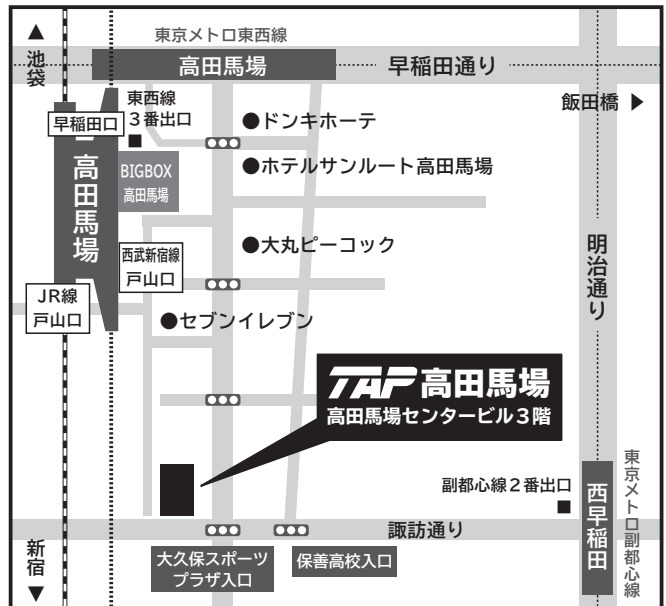 ▲
池袋
東京メトロ東西線
高田馬場
早稲田通り
飯田橋 ▶
東西線
3番出口
■
早稲田口
高田馬場
BIGBOX
高田馬場
●ドンキホーテ
●ホテルサンルート高田馬場
●大丸ピーコック
西武新宿線
戸山口
JR線
戸山口
●セブンイレブン
明治通り
TAP 高田馬場
高田馬場センタービル3階
副都心線2番出口
■
西早稲田
東京メトロ副都心線
諏訪通り
大久保スポーツ
プラザ入口
保善高校入口
新宿
▼